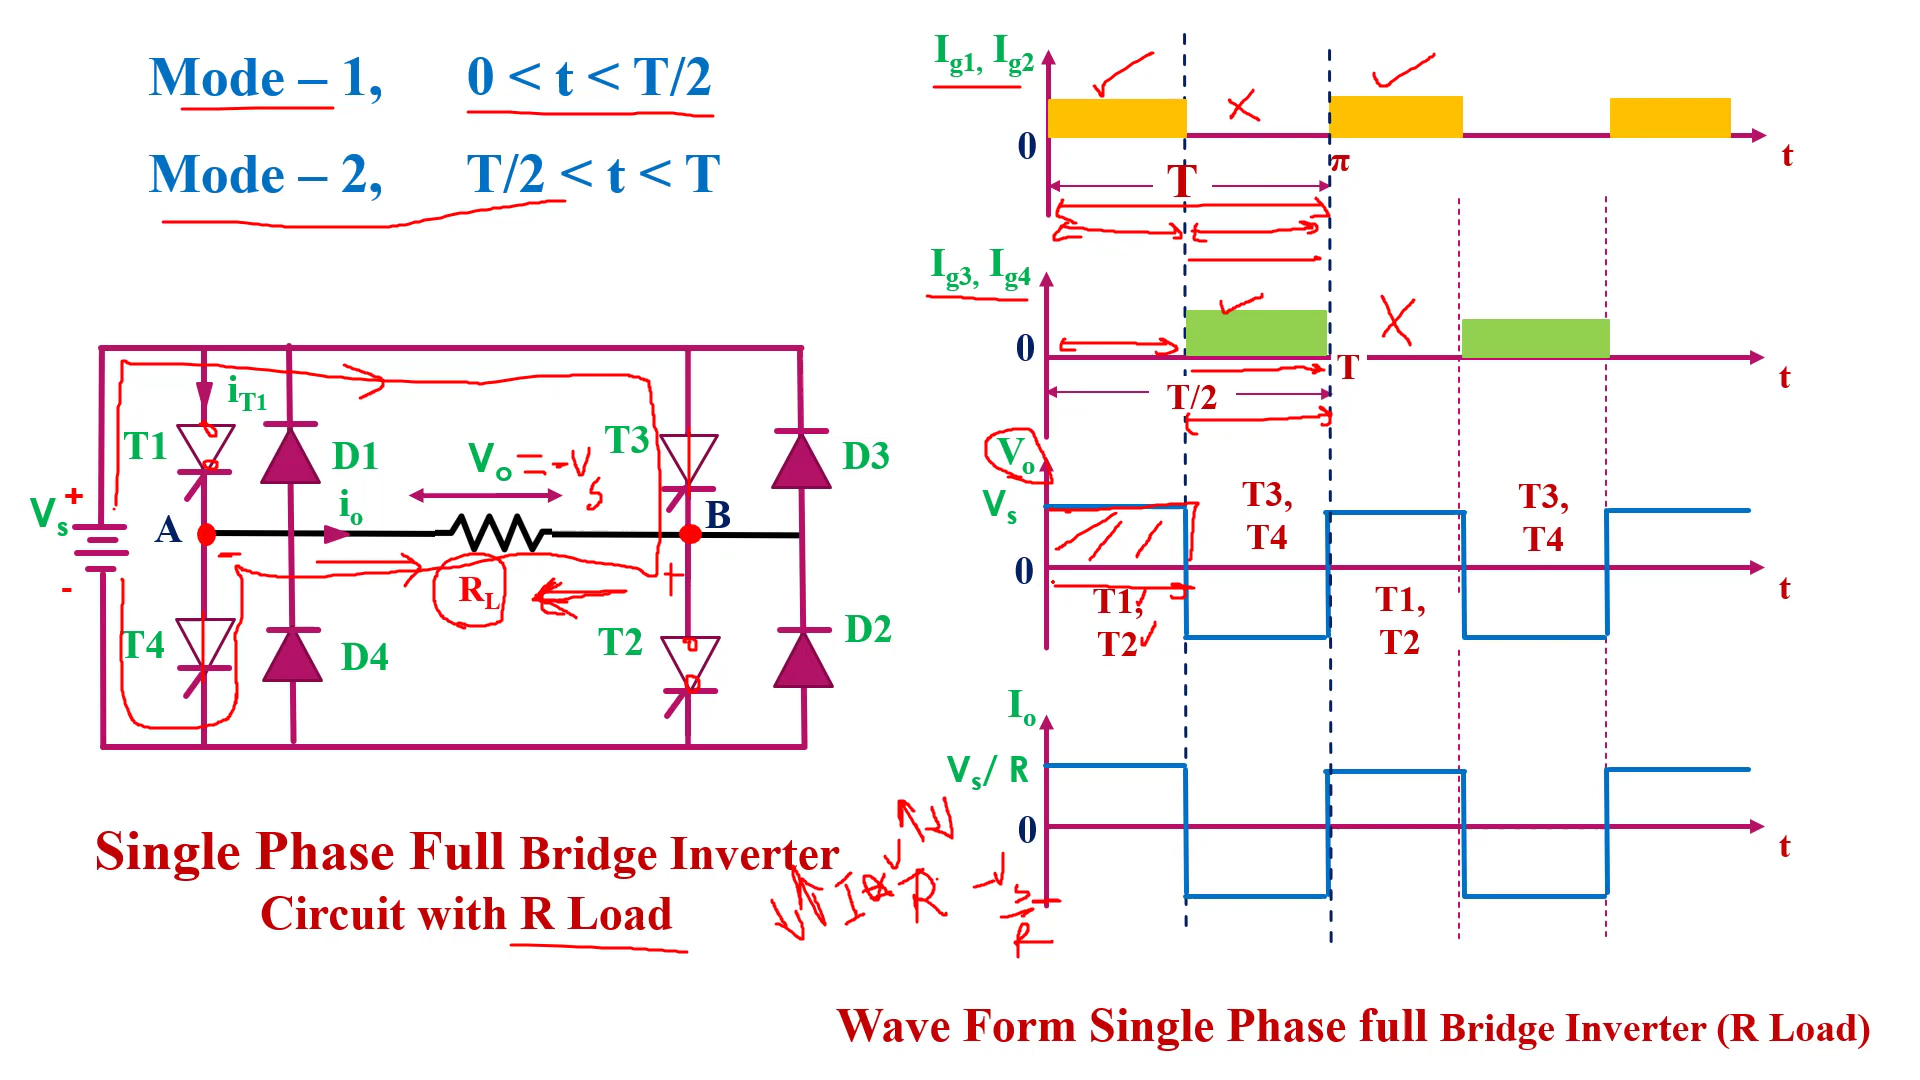 Mode – 1, 0 < t < T/2
Mode – 2, T/2 < t < T
Ig1, Ig2
0
π
t
T
Ig3, Ig4
0
T
t
T/2
Vo
Vs
0
T3,
T4
T3,
T4
T1,
T2
T1,
T2
t
Io
Vs/ R
0
t
iT1
T1
D1
Vo = -Vs
T3
D3
Vs
+
-
A
io
B
-
+
RL
T4
D4
T2
D2
Single Phase Full Bridge Inverter
Circuit with R Load
I α V
R
-Vs
R
Wave Form Single Phase full Bridge Inverter (R Load)